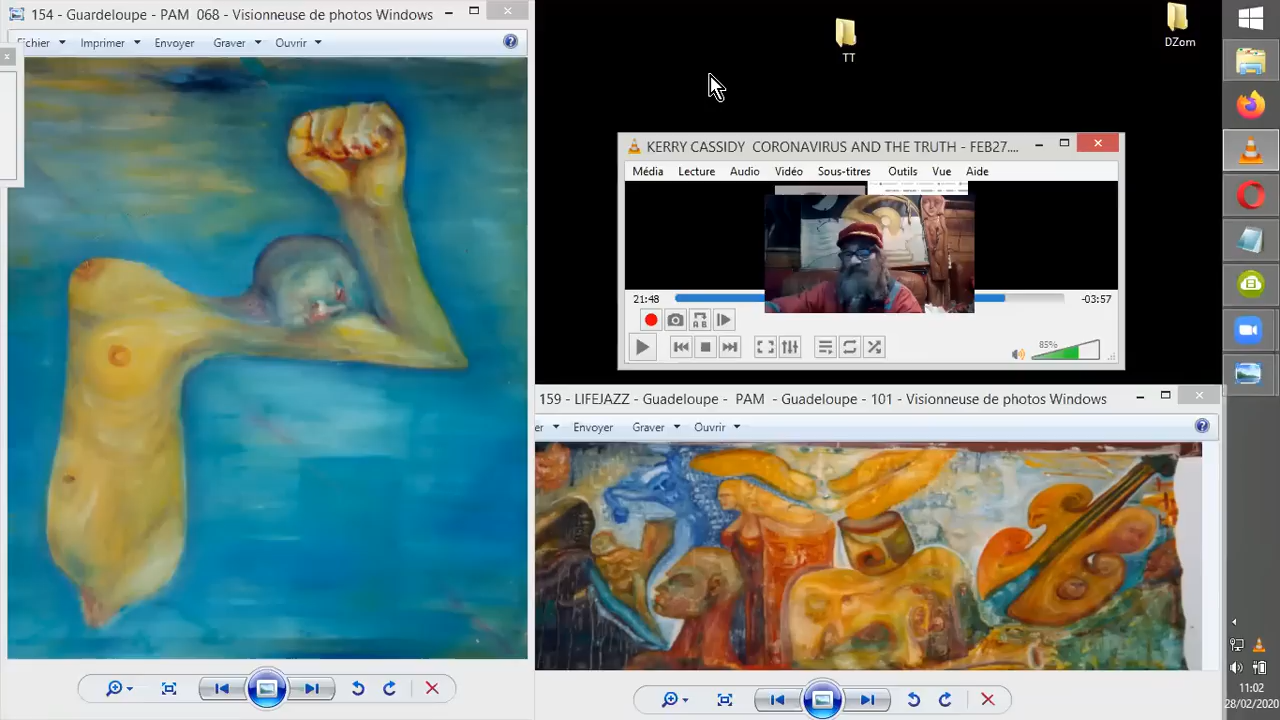 154 - Guadeloupe - PAM 068 - Visionneuse de photos Windows
Fichier Imprimer Envoyer Graver Ouvrir
TT
DZom
KERRY CASSIDY CORONAVIRUS AND THE TRUTH - FEB27....
Média Lecture Audio Vidéo Sous-titres Outils Vue Aide
21:48 -03:57
85%
159 - LIFEJAZZ - Guadeloupe - PAM - Guadeloupe - 101 - Visionneuse de photos Windows
er Envoyer Graver Ouvrir
11:02
28/02/2020